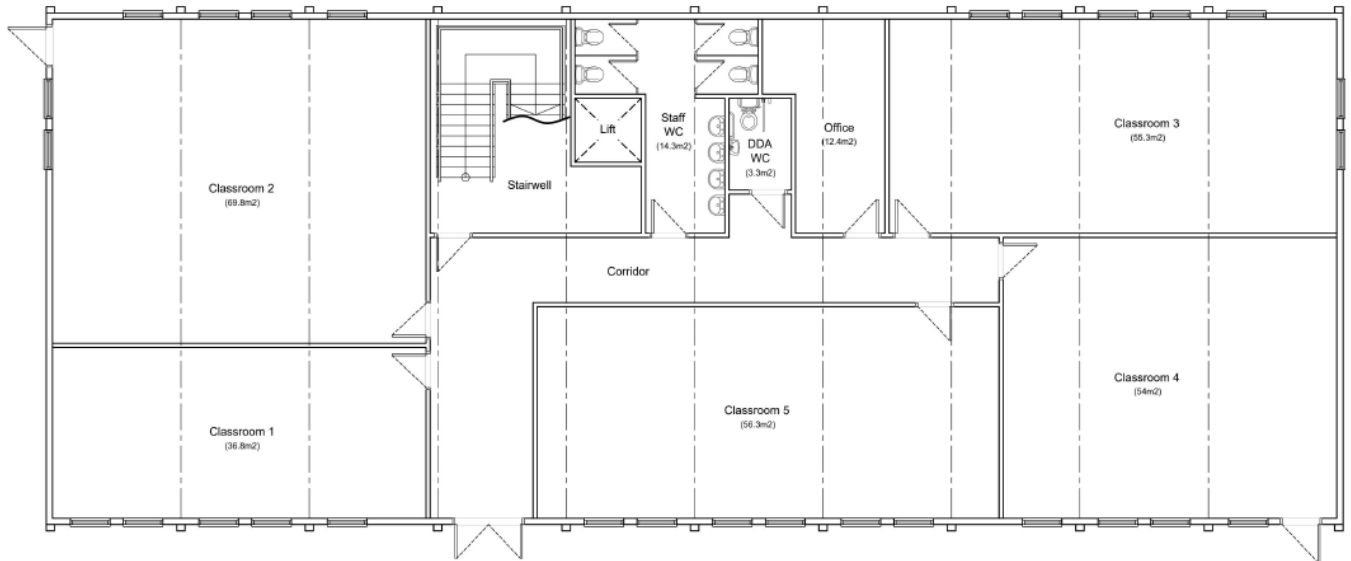 Classroom 2
(69.8m2)
Classroom 1
(36.8m2)
Stairwell
Lift
Staff
WC
(14.3m2)
DDA
WC
(3.3m2)
Office
(12.4m2)
Classroom 3
(55.3m2)
Corridor
Classroom 5
(56.3m2)
Classroom 4
(54m2)